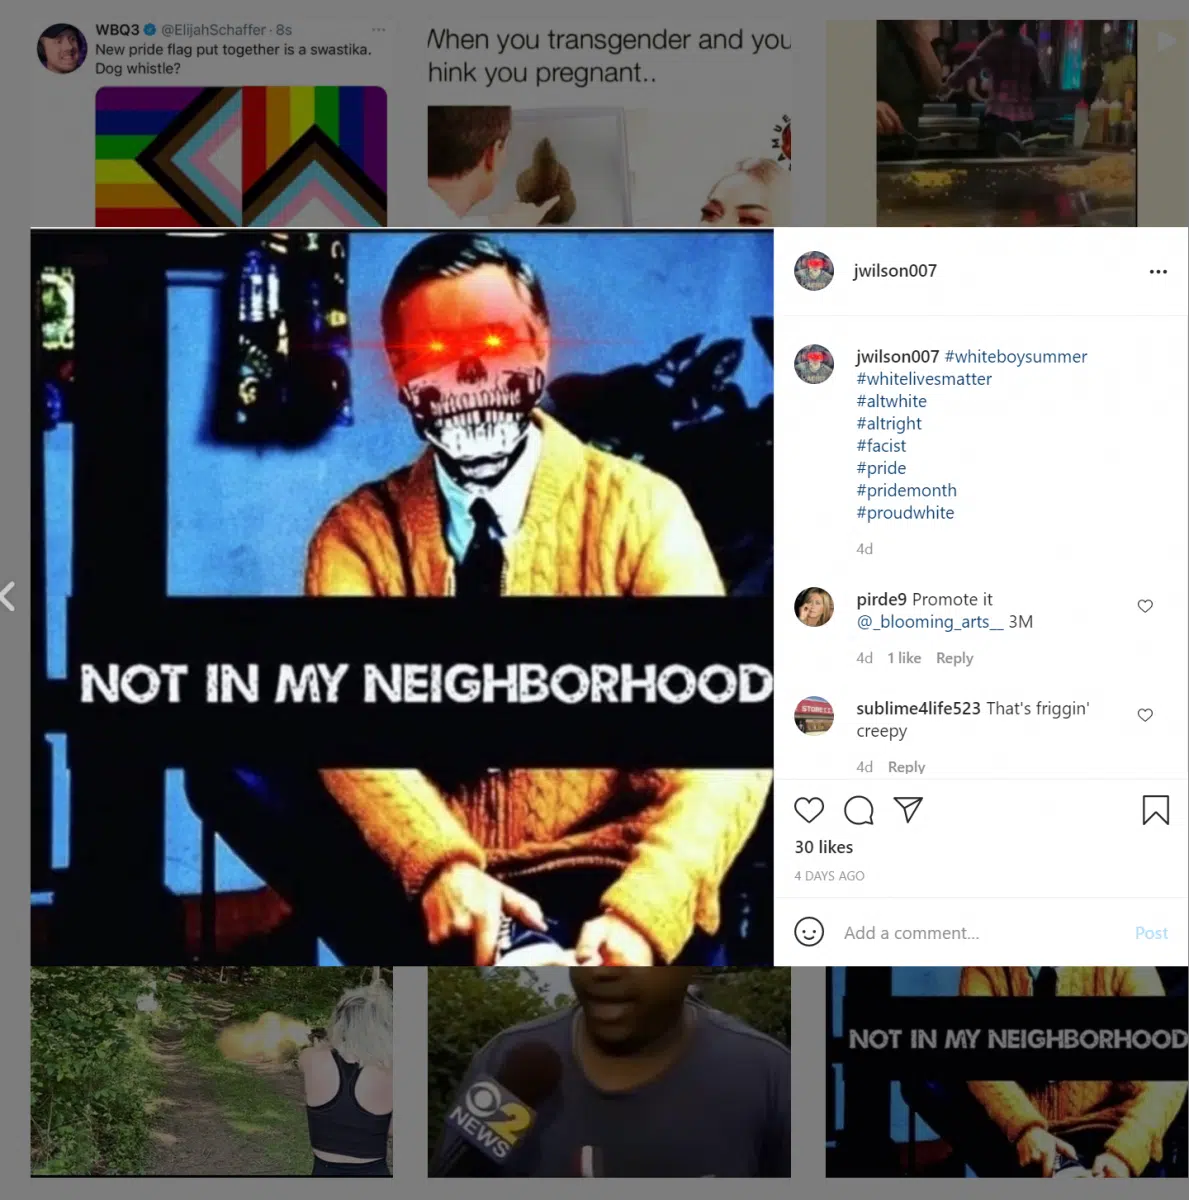 WBQ3 @ElijahSchaffer · 8s
New pride flag put together is a swastika.
Dog whistle?
When you transgender and you
hink you pregnant..
jwilson007
NOT IN MY NEIGHBORHOOD
jwilson007 #whiteboysummer
#whitelivesmatter
#altwhite
#altright
#facist
#pride
#pridemonth
#proudwhite
4d
pirde9 Promote it
@_blooming_arts__ 3M
4d 1 like Reply
sublime4life523 That's friggin'
creepy
4d Reply
30 likes
4 DAYS AGO
Add a comment...
Post
2
NEWS
NOT IN MY NEIGHBORHOOD